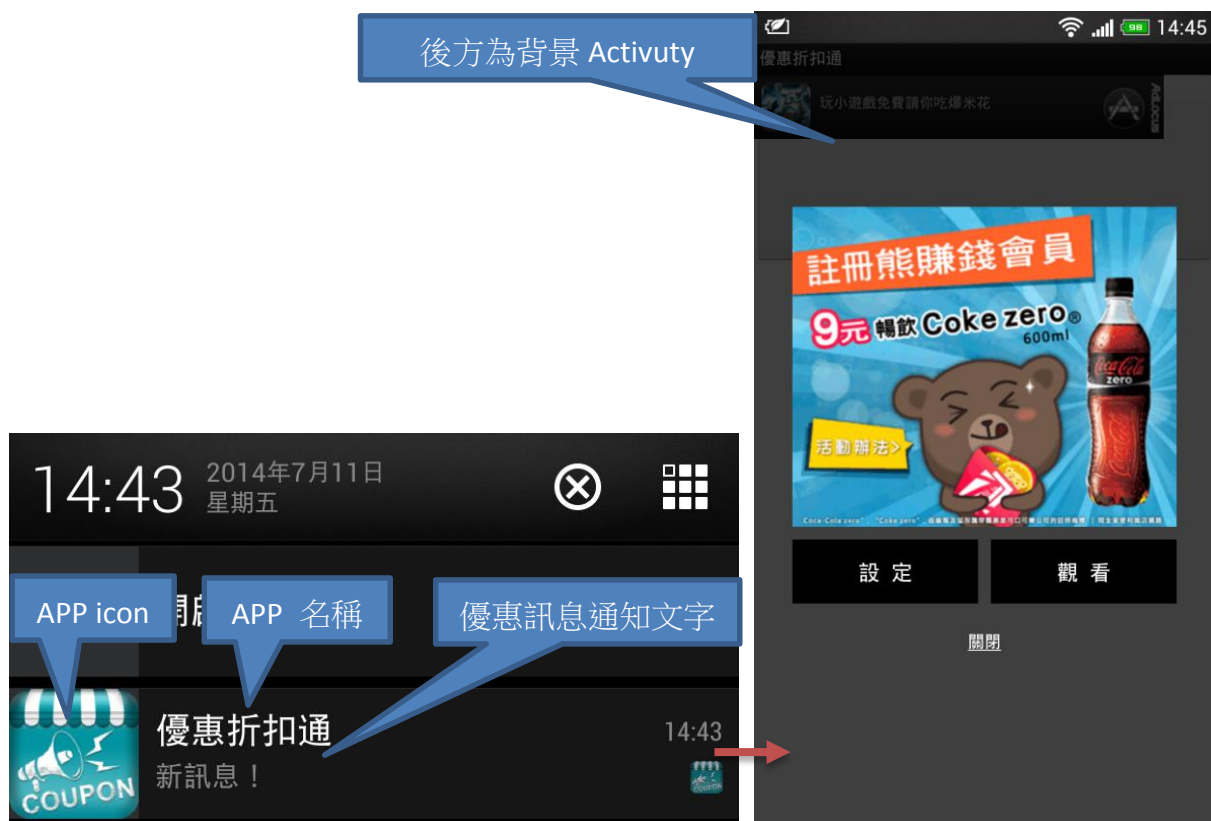 後方為背景 Activuty
98 14:45
優惠折扣通
玩小遊戲免費請你吃爆米花
AdLocus
註冊熊賺錢會員
9元 暢飲 Coke zero®
600ml
Coca-Cola
zero
活動辦法>
設 定
觀 看
關閉
14:43
2014年7月11日
星期五
APP icon
APP 名稱
優惠訊息通知文字
優惠折扣通
14:43
新訊息！
COUPON